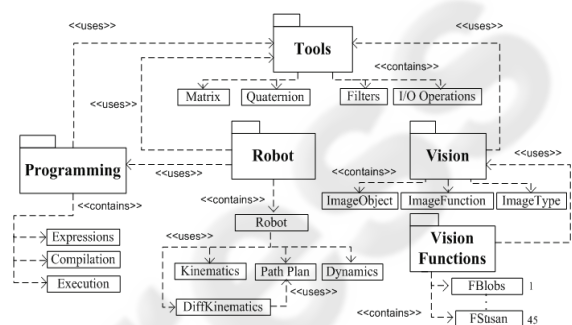 <<uses>>
<<uses>>
Tools
<<contains>>
<<uses>>
Matrix
Quaternion
Filters
I/O Operations
Programming
Robot
Vision
<<uses>>
<<uses>>
<<contains>>
<<contains>>
<<contains>>
ImageObject
ImageFunction
ImageType
Robot
Expressions
Compilation
Execution
<<uses>>
Kinematics
Path Plan
Dynamics
DiffKinematics
<<uses>>
Vision
Functions
FBlobs 1
<<contains>>
FSusan 45